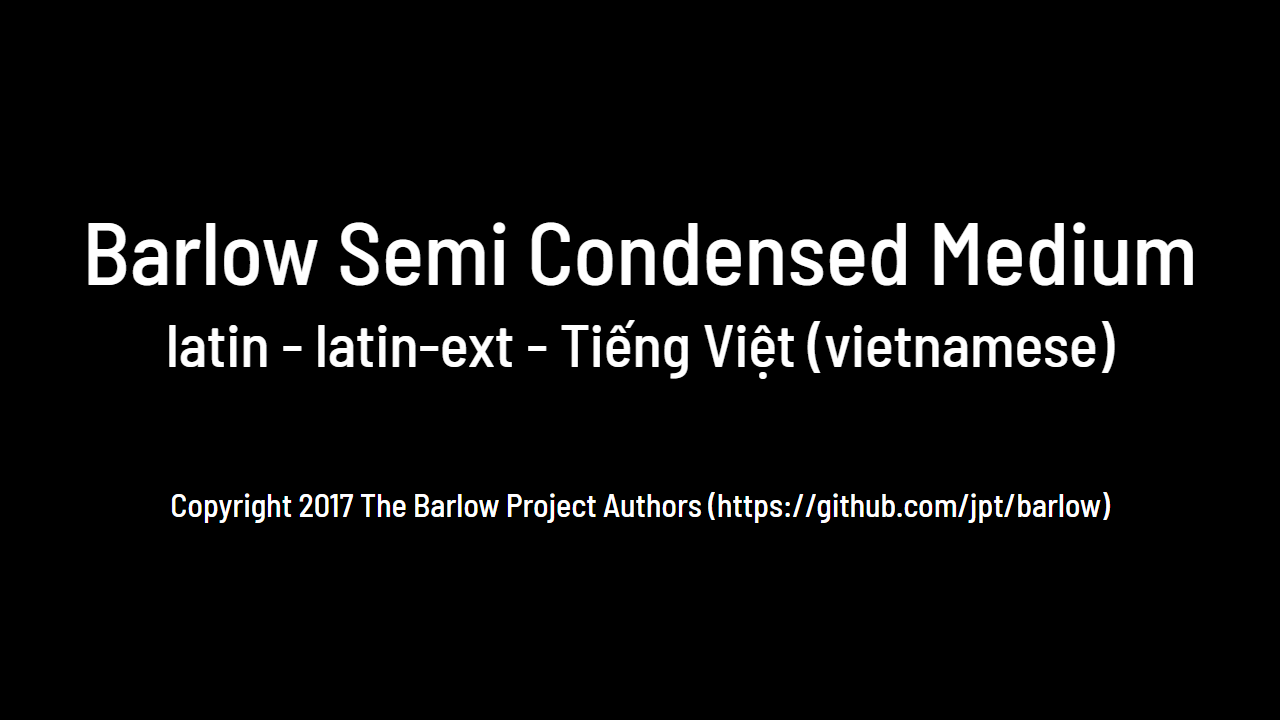 Barlow Semi Condensed Medium
latin - latin-ext - Tiếng Việt (vietnamese)
Copyright 2017 The Barlow Project Authors (https://github.com/jpt/barlow)